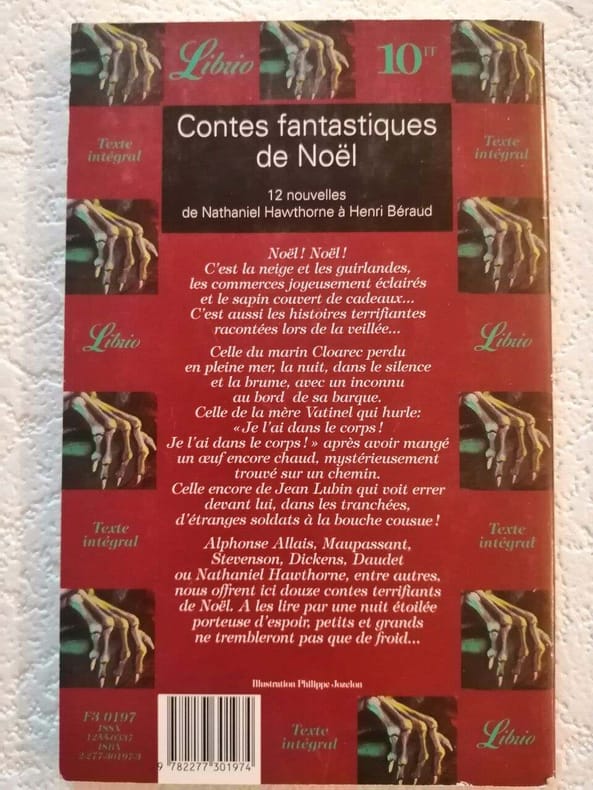 Librio
10FF
Texte
intégral
Texte
intégral
Contes fantastiques
de Noël
12 nouvelles
de Nathaniel Hawthorne à Henri Béraud
Noël ! Noël !
C'est la neige et les guirlandes,
les commerces joyeusement éclairés
et le sapin couvert de cadeaux...
C'est aussi les histoires terrifiantes
racontées lors de la veillée...
Librio
Librio
Celle du marin Cloarec perdu
en pleine mer, la nuit, dans le silence
et la brume, avec un inconnu
au bord de sa barque.
Celle de la mère Vatinel qui hurle:
« Je l'ai dans le corps !
Je l'ai dans le corps ! » après avoir mangé
un œuf encore chaud, mystérieusement
trouvé sur un chemin.
Celle encore de Jean Lubin qui voit errer
devant lui, dans les tranchées,
d'étranges soldats à la bouche cousue !
Texte
intégral
Texte
intégral
Alphonse Allais, Maupassant,
Stevenson, Dickens, Daudet
ou Nathaniel Hawthorne, entre autres,
nous offrent ici douze contes terrifiants
de Noël. A les lire par une nuit étoilée
porteuse d'espoir, petits et grands
ne trembleront pas que de froid...
Illustration Philippe Jozelon
F3 0197
ISSN
1255-0337
ISBN
2-277-30197-3
9 782277 301974
Texte
intégral
Librio